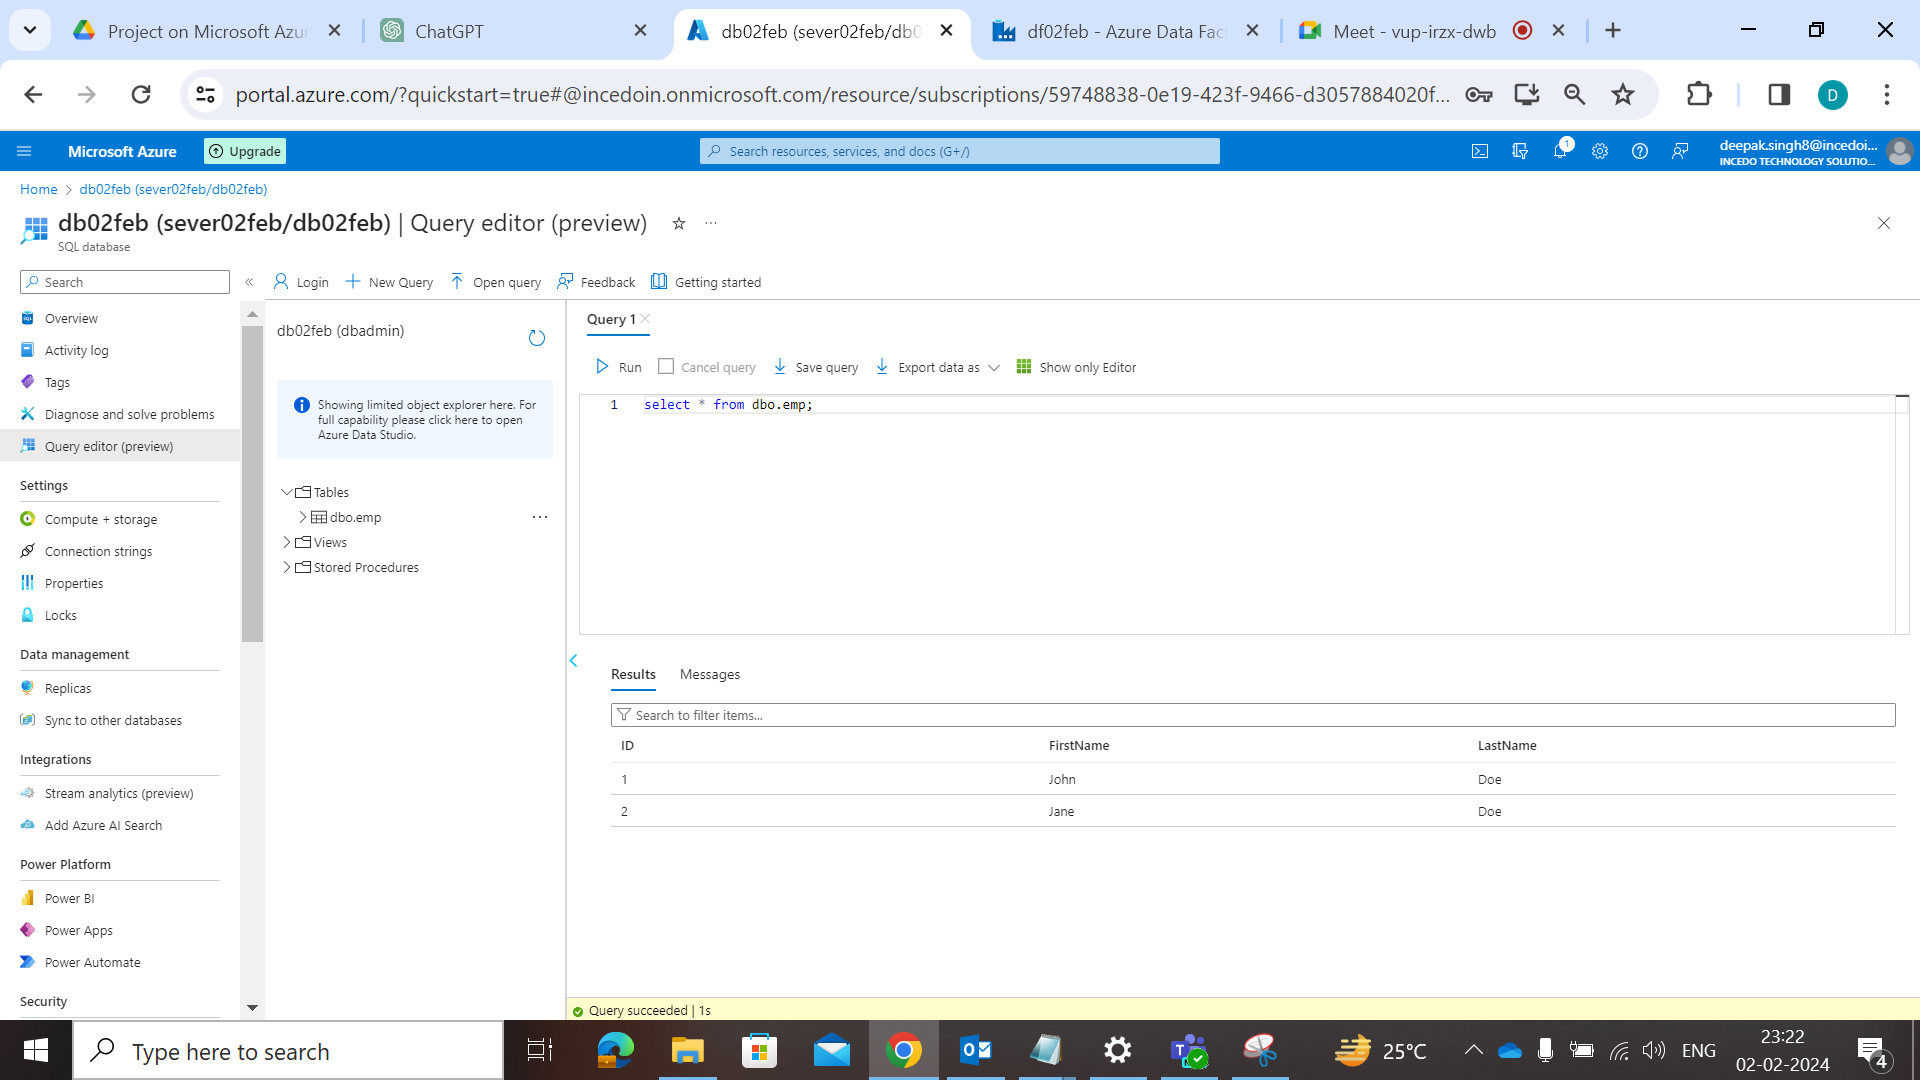 Project on Microsoft Azur
ChatGPT
db02feb (sever02feb/db0
df02feb - Azure Data Fac
Meet - vup-irzx-dwb
portal.azure.com/?quickstart=true#@incedoin.onmicrosoft.com/resource/subscriptions/59748838-0e19-423f-9466-d3057884020f...
D
Microsoft Azure
Upgrade
Search resources, services, and docs (G+/)
1
deepak.singh8@incedoi...
INCEDO TECHNOLOGY SOLUTIO...
Home > db02feb (sever02feb/db02feb)
db02feb (sever02feb/db02feb) | Query editor (preview)
...
SQL database
Search
«
Login
New Query
Open query
Feedback
Getting started
Overview
Activity log
Tags
Diagnose and solve problems
Query editor (preview)
Settings
Compute + storage
Connection strings
Properties
Locks
Data management
Replicas
Sync to other databases
Integrations
Stream analytics (preview)
Add Azure AI Search
Power Platform
Power BI
Power Apps
Power Automate
Security
db02feb (dbadmin)
Showing limited object explorer here. For
full capability please click here to open
Azure Data Studio.
Tables
dbo.emp
...
Views
Stored Procedures
Query 1
Run
Cancel query
Save query
Export data as
Show only Editor
1 select * from dbo.emp;
Results Messages
Search to filter items...
ID FirstName LastName
1 John Doe
2 Jane Doe
Query succeeded | 1s
Type here to search
25°C
ENG
23:22
02-02-2024
4